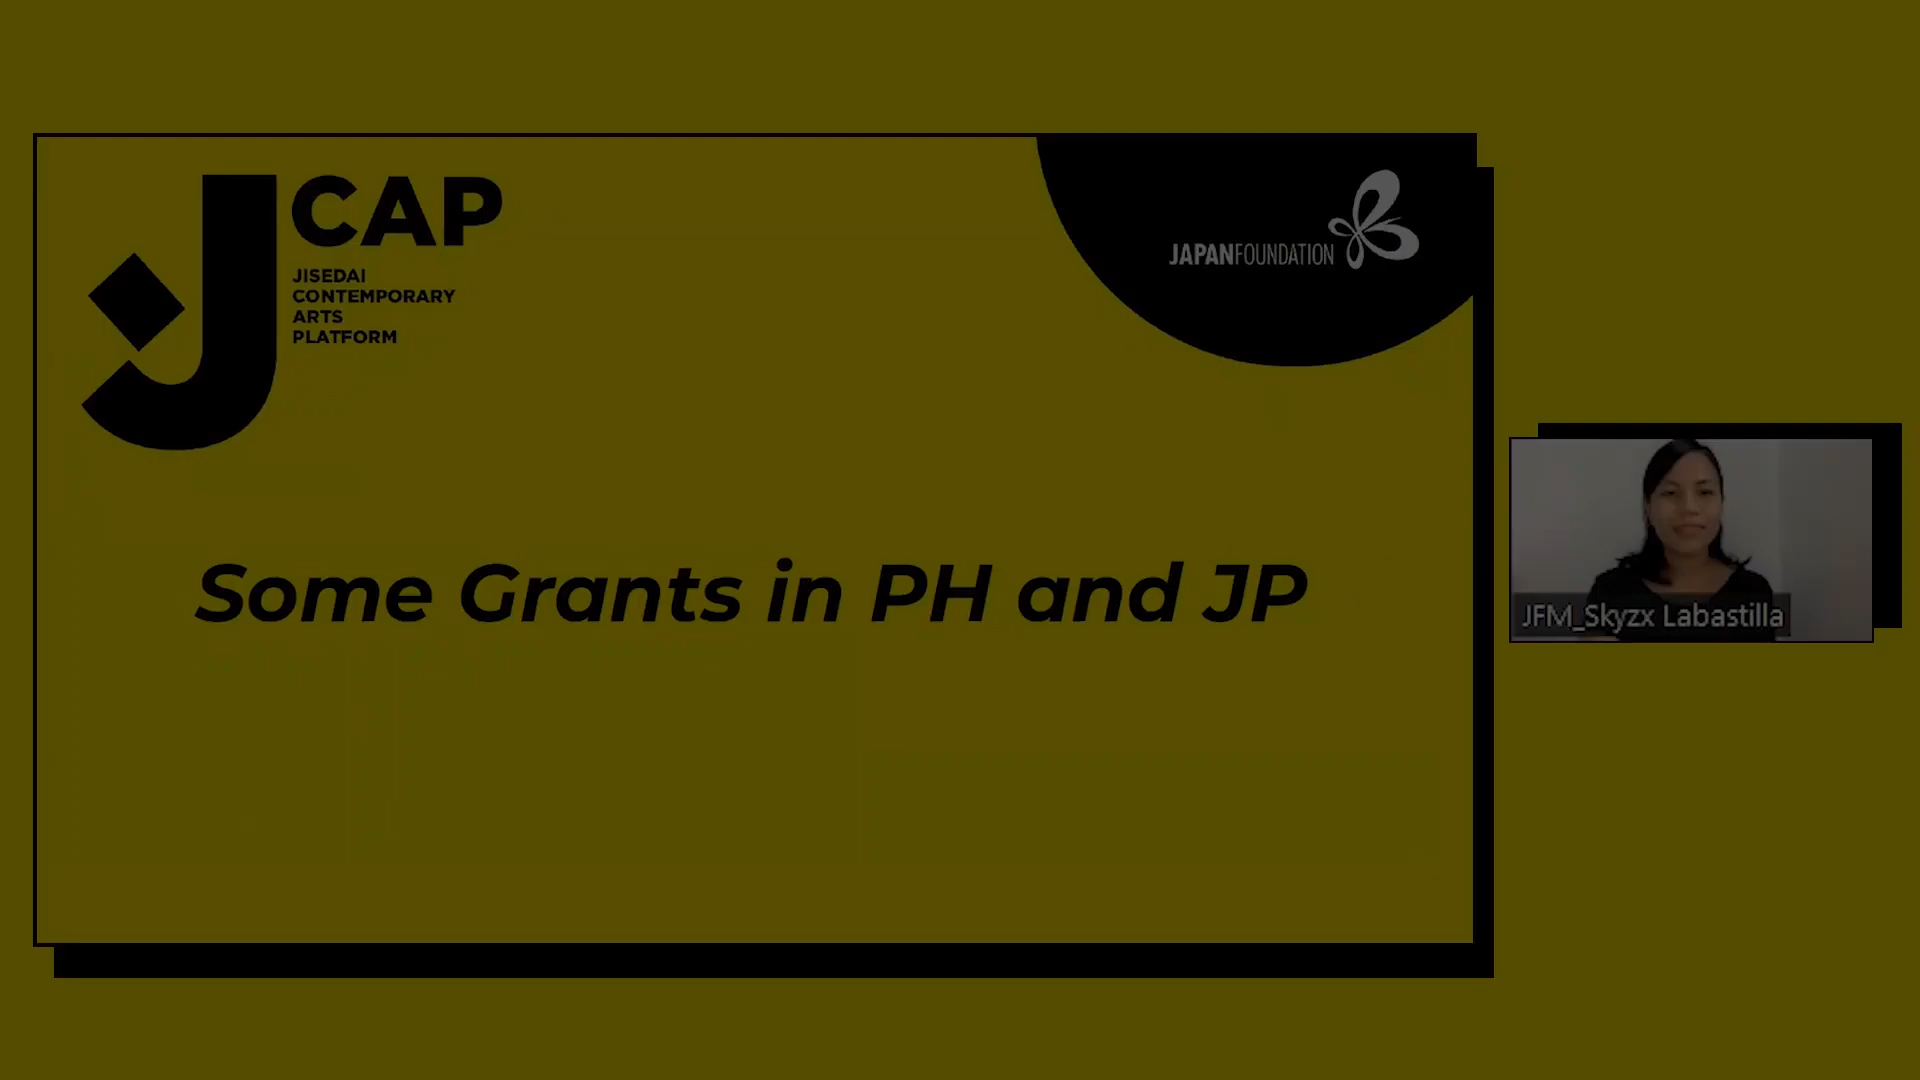 CAP
JISEDAI
CONTEMPORARY
ARTS
PLATFORM
JAPANFOUNDATION
Some Grants in PH and JP
JFM_Skyzx Labastilla